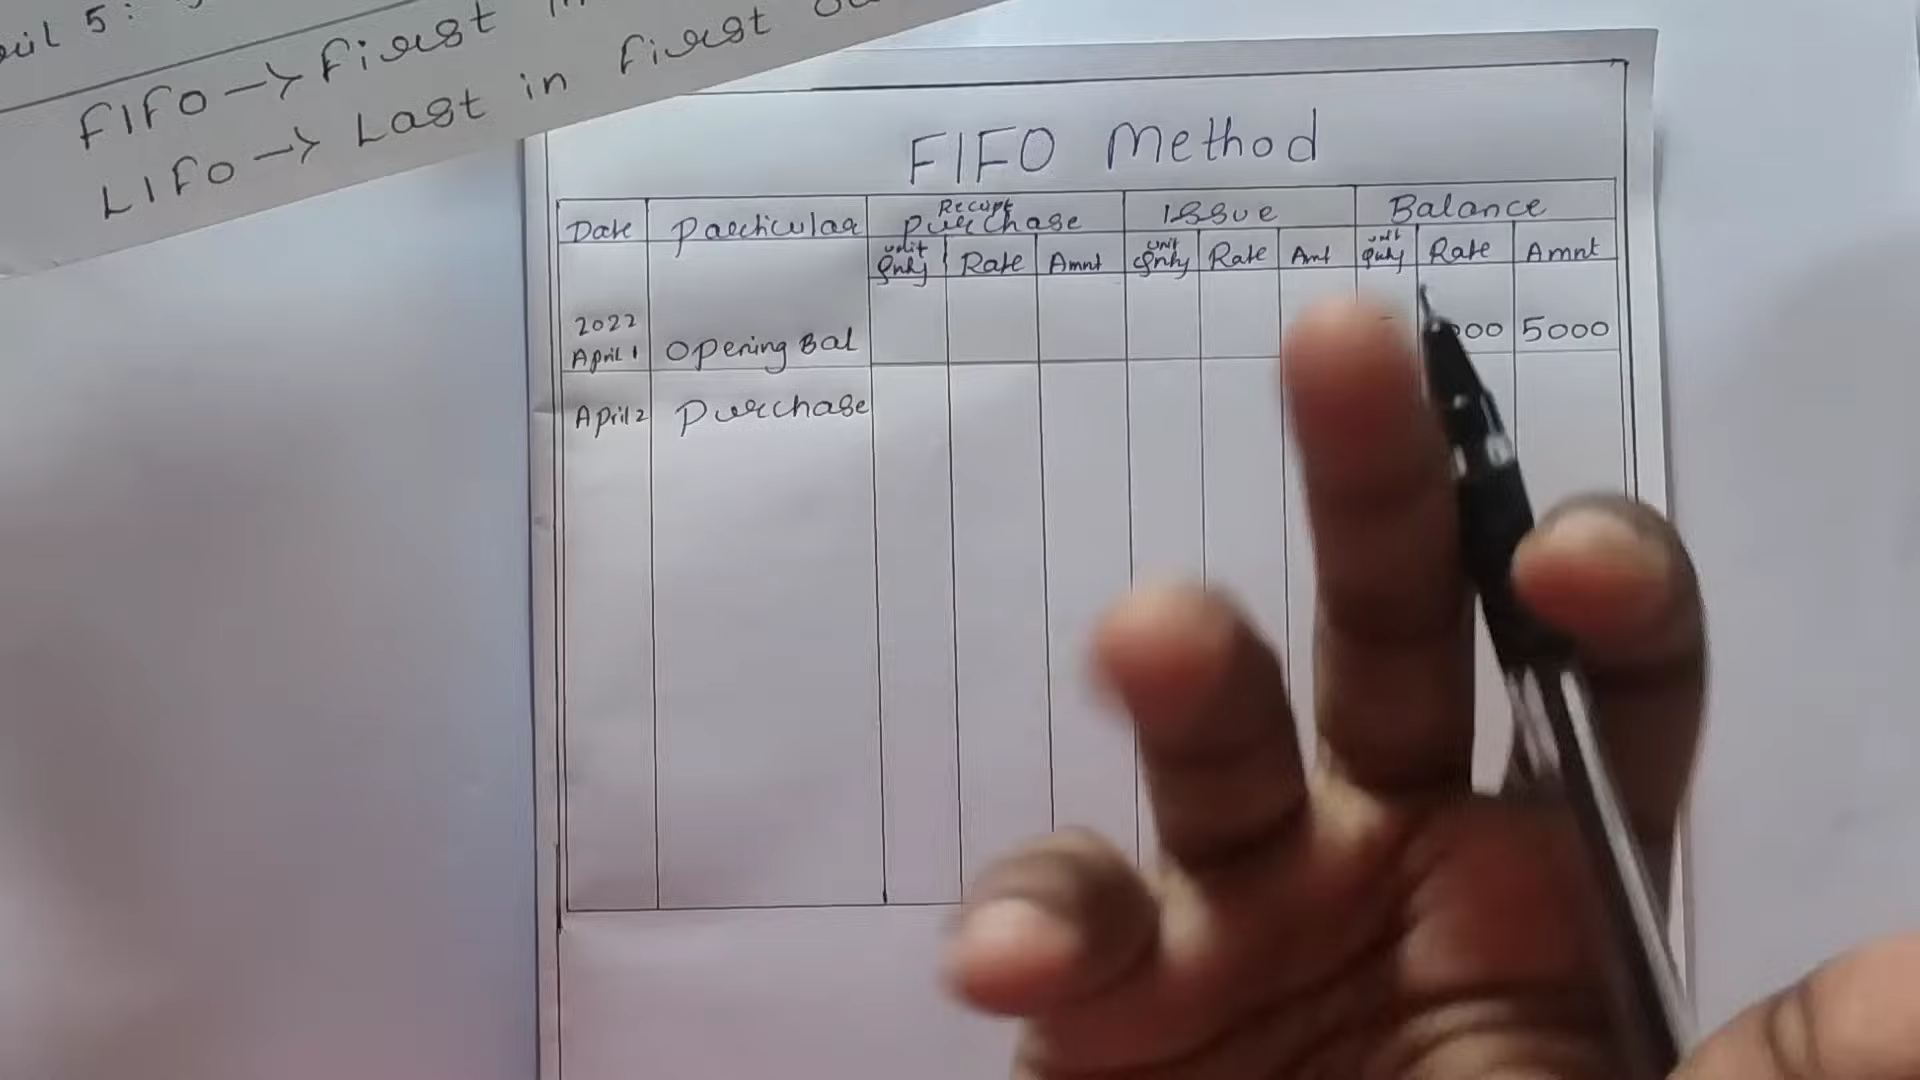 5:
FIFO -> First
LIFO -> Last in First
FIFO Method
Date Particular Receipt Purchase Issue Balance
unit Qnty Rate Amnt unit Qnty Rate Amt unit Qnty Rate Amnt
2022
April 1 Opening Bal 5000
April 2 Purchase